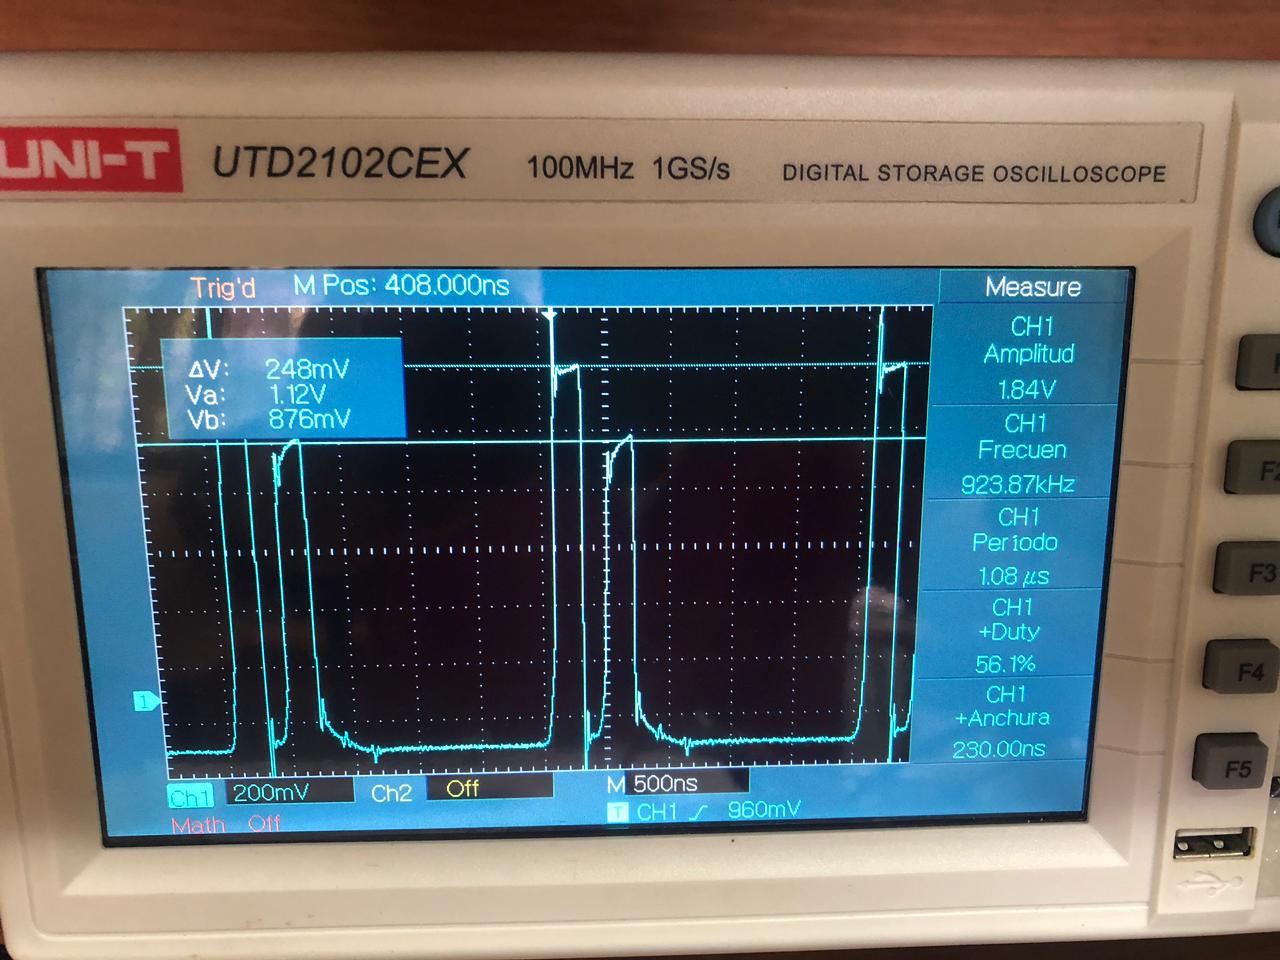 UNI-T UTD2102CEX 100MHz 1GS/s DIGITAL STORAGE OSCILLOSCOPE
Trig'd M Pos: 408.000ns
Measure
ΔV: 248mV
Va: 1.12V
Vb: 876mV
CH1
Amplitud
1.84V
CH1
Frecuen
923.87kHz
CH1
Período
1.08 μs
CH1
+Duty
56.1%
CH1
+Anchura
230.00ns
1
Ch1 200mV Ch2 Off M 500ns
Math Off T CH1 960mV
F3
F4
F5